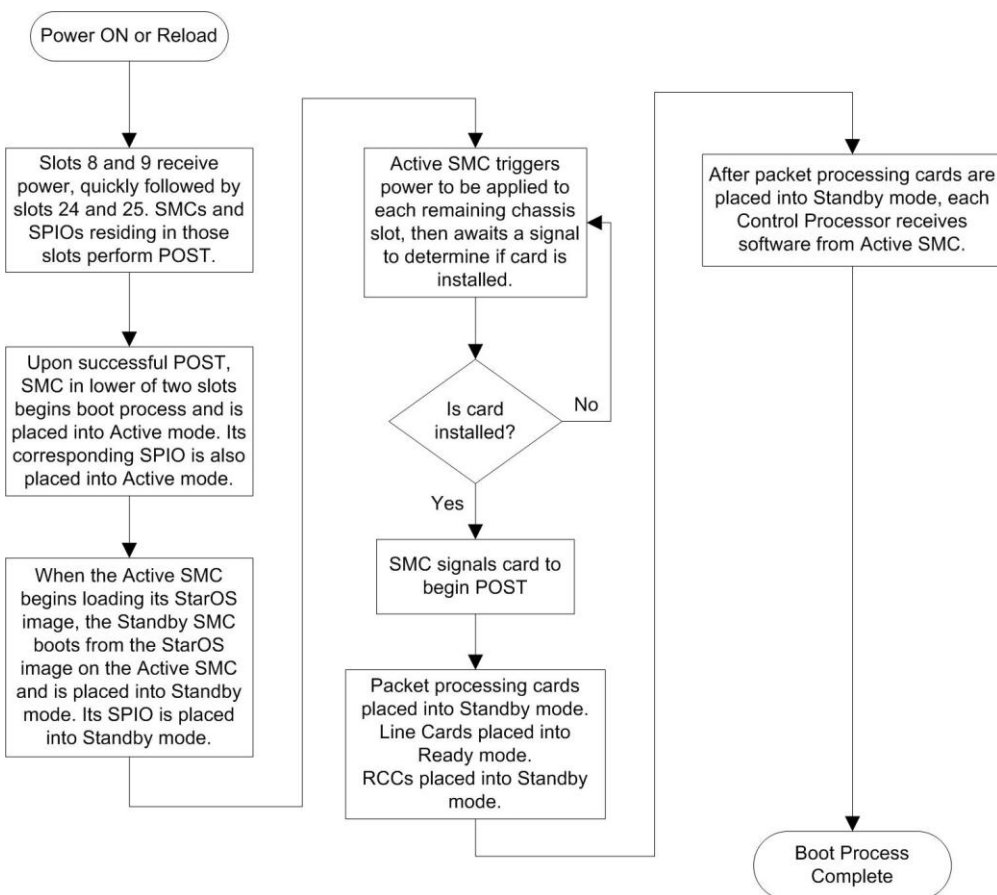 Power ON or Reload
Slots 8 and 9 receive
power, quickly followed by
slots 24 and 25. SMCs and
SPIOs residing in those
slots perform POST.
Upon successful POST,
SMC in lower of two slots
begins boot process and is
placed into Active mode. Its
corresponding SPIO is also
placed into Active mode.
When the Active SMC
begins loading its StarOS
image, the Standby SMC
boots from the StarOS
image on the Active SMC
and is placed into Standby
mode. Its SPIO is placed
into Standby mode.
Active SMC triggers
power to be applied to
each remaining chassis
slot, then awaits a signal
to determine if card is
installed.
Is card
installed?
No
Yes
SMC signals card to
begin POST
Packet processing cards
placed into Standby mode.
Line Cards placed into
Ready mode.
RCCs placed into Standby
mode.
After packet processing cards are
placed into Standby mode, each
Control Processor receives
software from Active SMC.
Boot Process
Complete